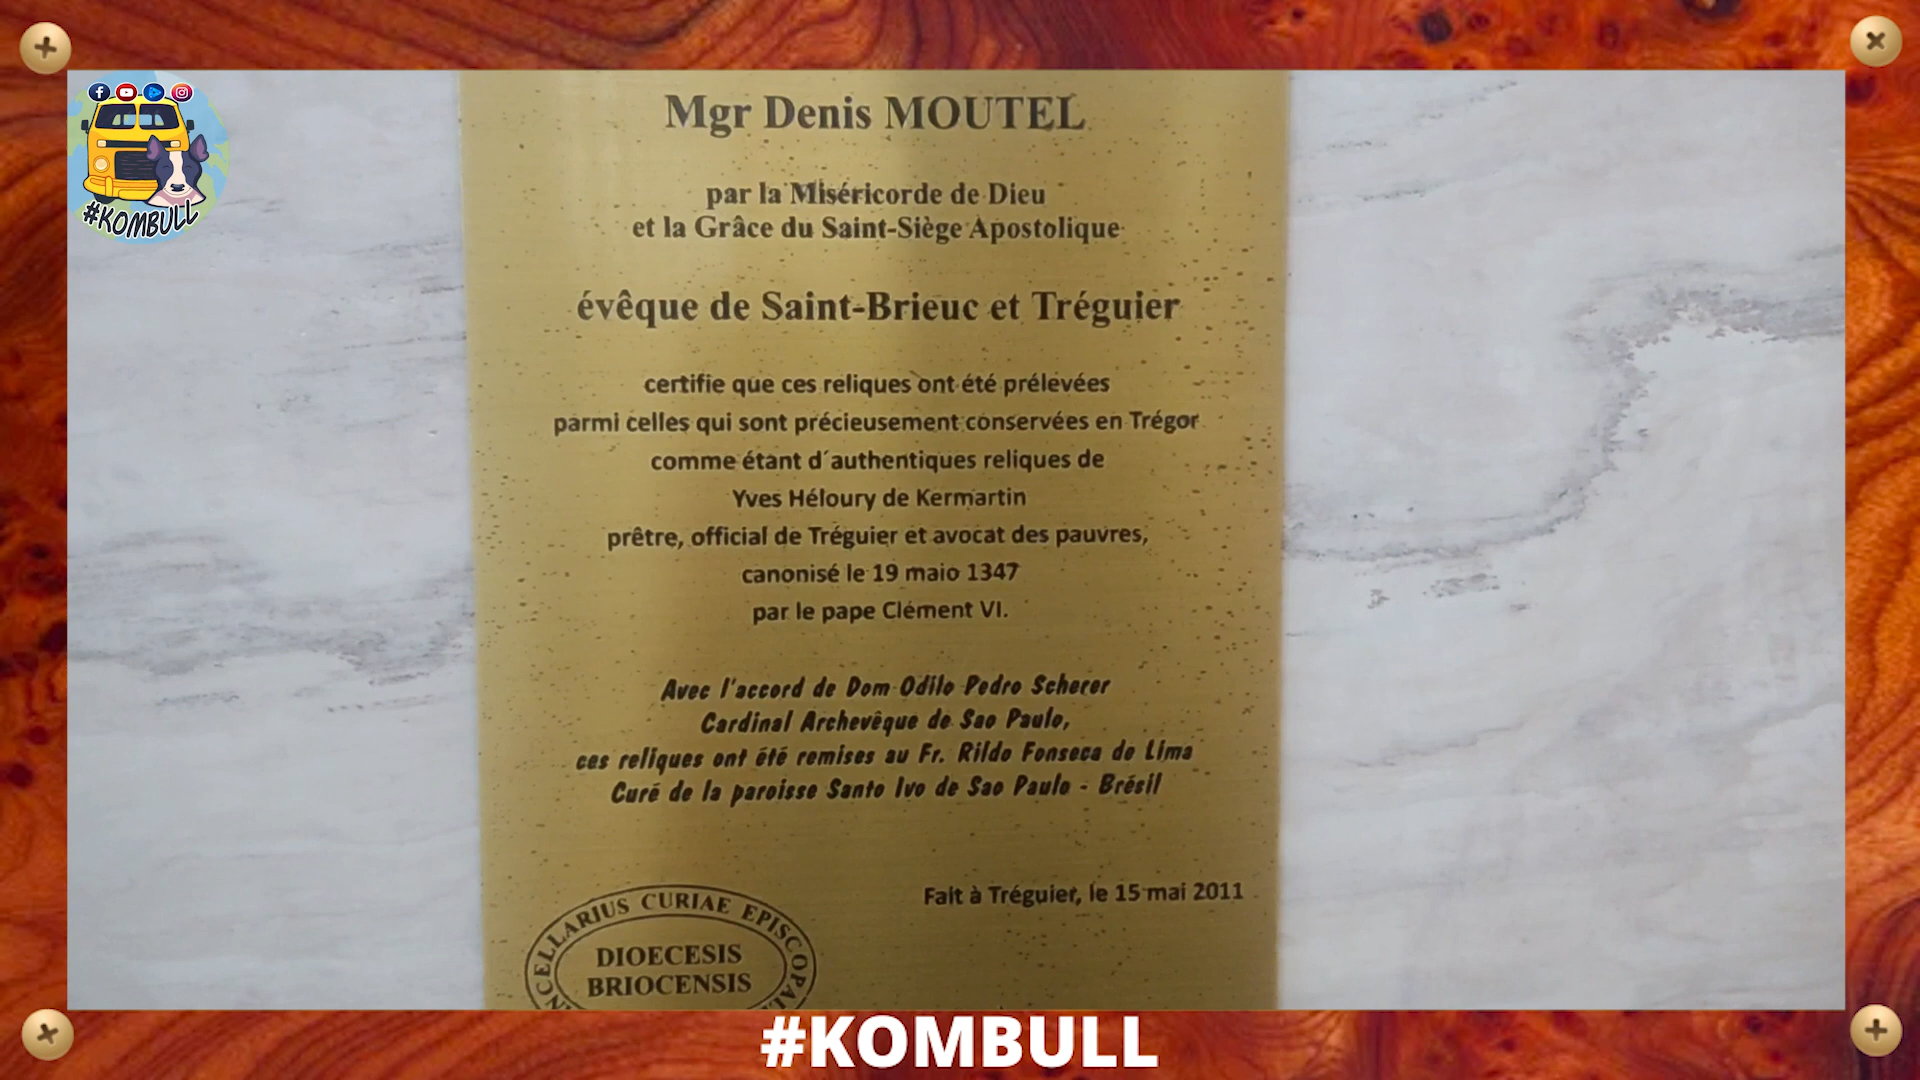 #KOMBULL
Mgr Denis MOUTEL
par la Miséricorde de Dieu
et la Grâce du Saint-Siège Apostolique
évêque de Saint-Brieuc et Tréguier
certifie que ces reliques ont été prélevées
parmi celles qui sont précieusement conservées en Trégor
comme étant d´authentiques reliques de
Yves Héloury de Kermartin
prêtre, official de Tréguier et avocat des pauvres,
canonisé le 19 maio 1347
par le pape Clément VI.
Avec l'accord de Dom Odilo Pedro Scherer
Cardinal Archevêque de Sao Paulo,
ces reliques ont été remises au Fr. Rildo Fonseca de Lima
Curé de la paroisse Santo Ivo de Sao Paulo - Brésil
Fait à Tréguier, le 15 mai 2011
CURIAE
DIOECESIS
BRIOCENSIS
#KOMBULL